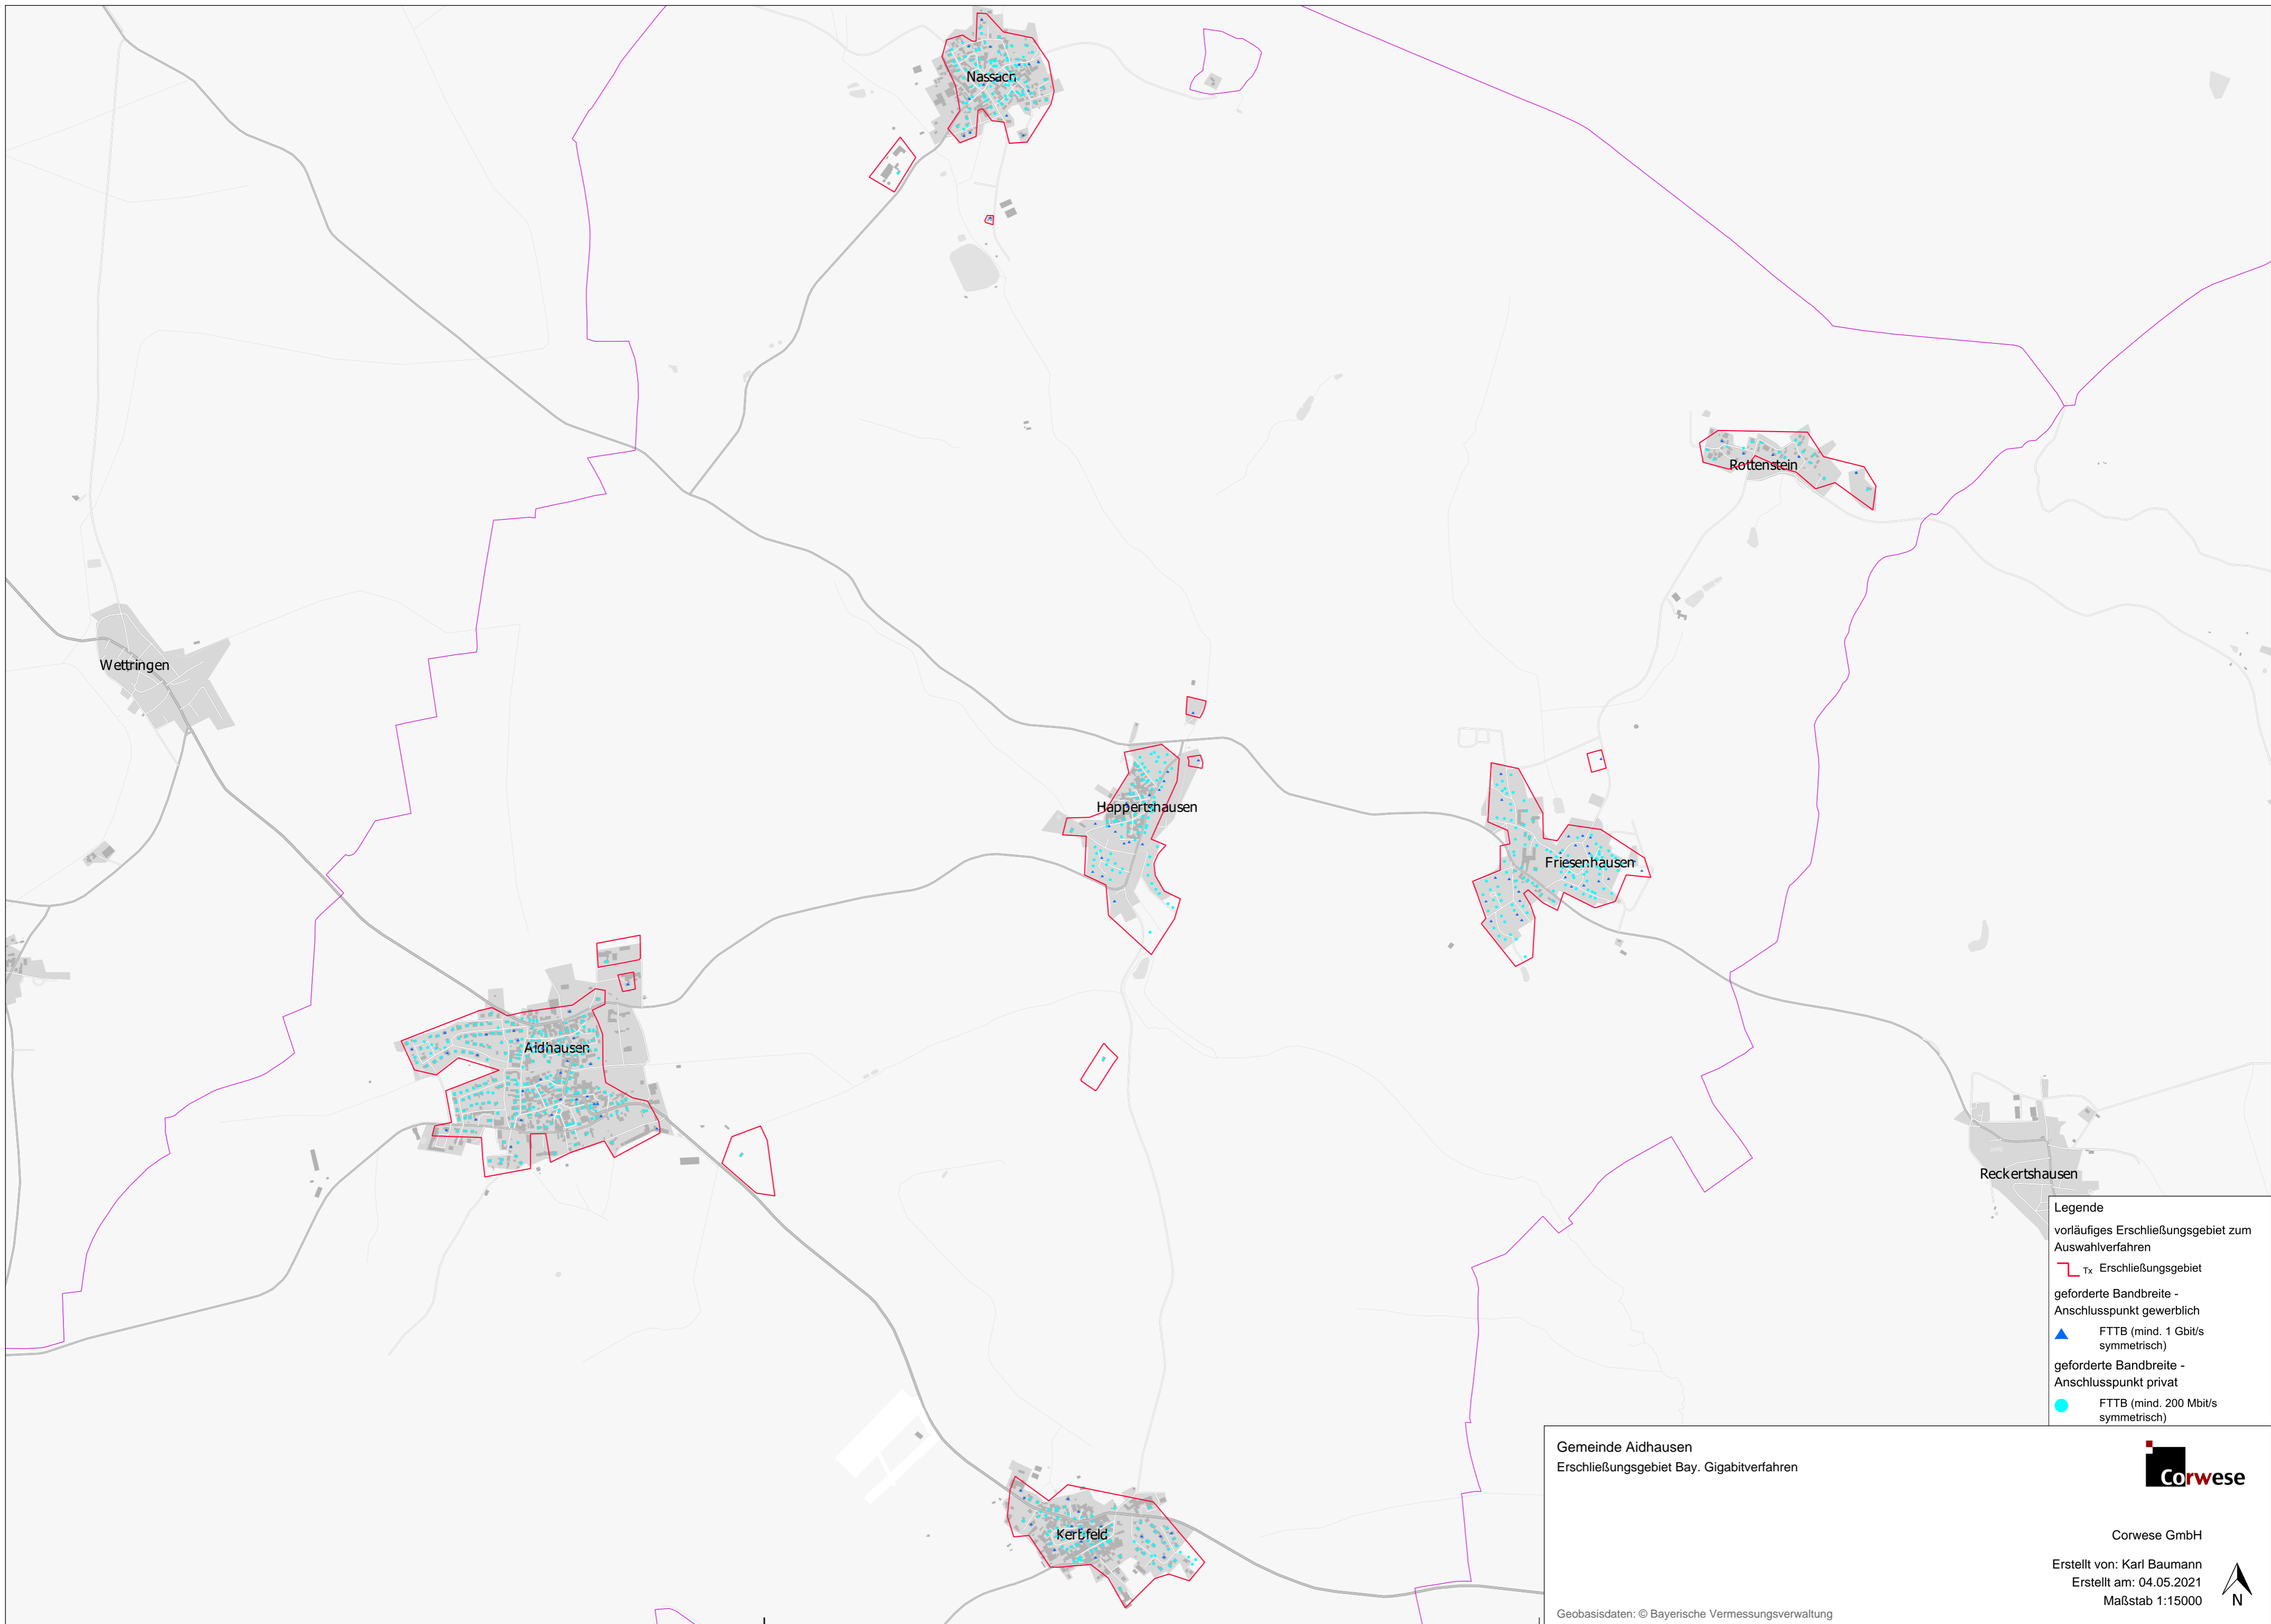 Nassach
Rottenstein
Wettringen
Happertshausen
Friesenhausen
Aidhausen
Reckertshausen
Kerbfeld
Legende
vorläufiges Erschließungsgebiet zum
Auswahlverfahren
Tx Erschließungsgebiet
geforderte Bandbreite -
Anschlusspunkt gewerblich
FTTB (mind. 1 Gbit/s
symmetrisch)
geforderte Bandbreite -
Anschlusspunkt privat
FTTB (mind. 200 Mbit/s
symmetrisch)
Gemeinde Aidhausen
Erschließungsgebiet Bay. Gigabitverfahren
Corwese
Corwese GmbH
Erstellt von: Karl Baumann
Erstellt am: 04.05.2021
Maßstab 1:15000
N
Geobasisdaten: © Bayerische Vermessungsverwaltung